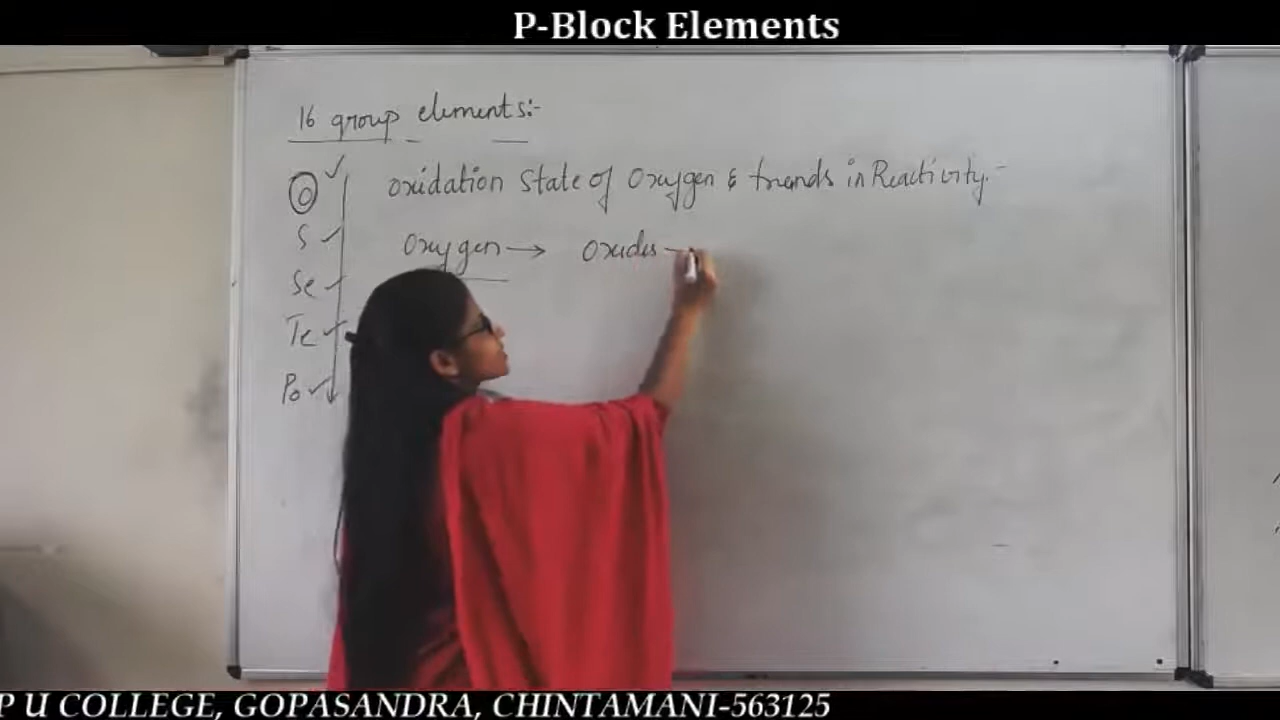 P-Block Elements
16 group elements:-
O
S
Se
Te
Po
Oxidation State of Oxygen & trends in Reactivity:-
Oxygen → Oxides -
P U COLLEGE, GOPASANDRA, CHINTAMANI-563125